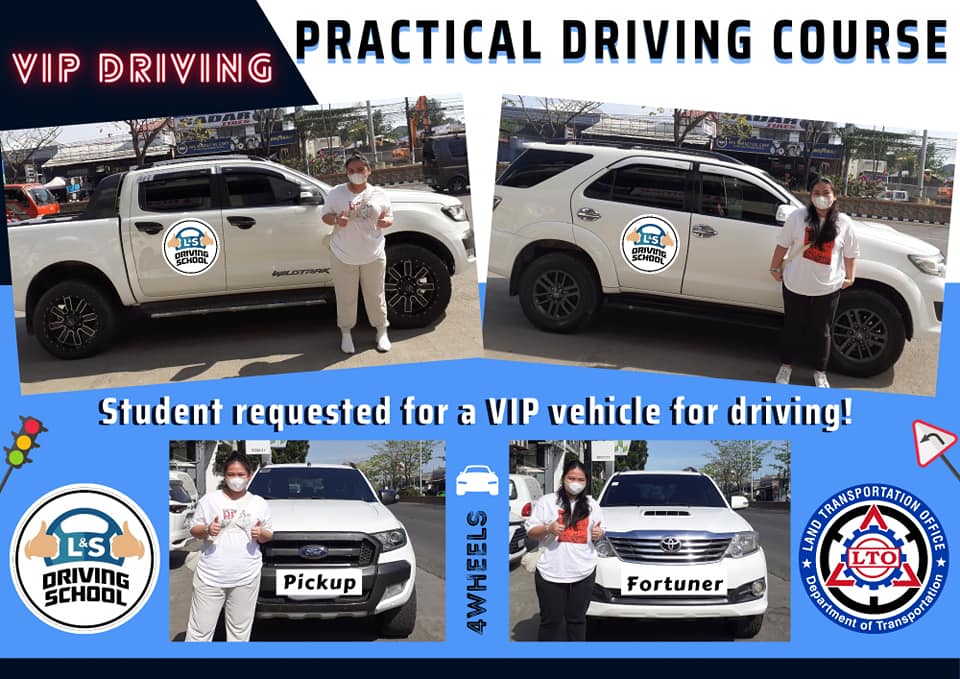 VIP DRIVING
PRACTICAL DRIVING COURSE
L&S
DRIVING
SCHOOL
WILDTRAK
L&S
DRIVING
SCHOOL
Student requested for a VIP vehicle for driving!
L&S
DRIVING
SCHOOL
Pickup
4WHEELS
Fortuner
LAND TRANSPORTATION OFFICE
LTO
Department of Transportation